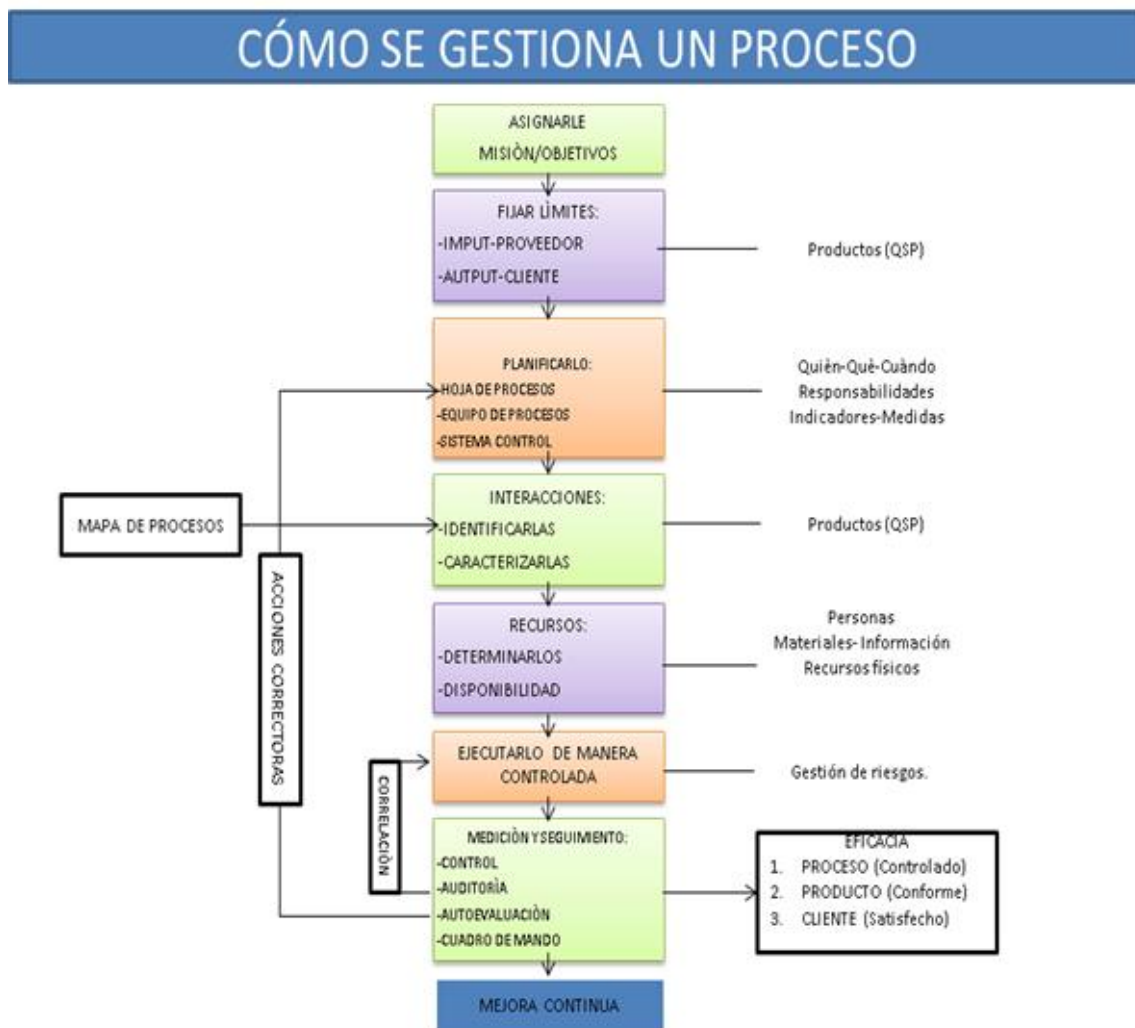 CÓMO SE GESTIONA UN PROCESO
ASIGNARLE
MISIÒN/OBJETIVOS
FIJAR LÌMITES:
-IMPUT-PROVEEDOR
-AUTPUT-CLIENTE
Productos (QSP)
PLANIFICARLO:
-HOJA DE PROCESOS
-EQUIPO DE PROCESOS
-SISTEMA CONTROL
Quièn-Què-Cuàndo
Responsabilidades
Indicadores-Medidas
MAPA DE PROCESOS
INTERACCIONES:
-IDENTIFICARLAS
-CARACTERIZARLAS
Productos (QSP)
ACCIONES CORRECTORAS
RECURSOS:
-DETERMINARLOS
-DISPONIBILIDAD
Personas
Materiales- Información
Recursos físicos
CORRELACIÒN
EJECUTARLO DE MANERA
CONTROLADA
Gestión de riesgos.
MEDICIÒN Y SEGUIMIENTO:
-CONTROL
-AUDITORÌA
-AUTOEVALUACIÒN
-CUADRO DE MANDO
EFICACIA
1. PROCESO (Controlado)
2. PRODUCTO (Conforme)
3. CLIENTE (Satisfecho)
MEJORA CONTINUA